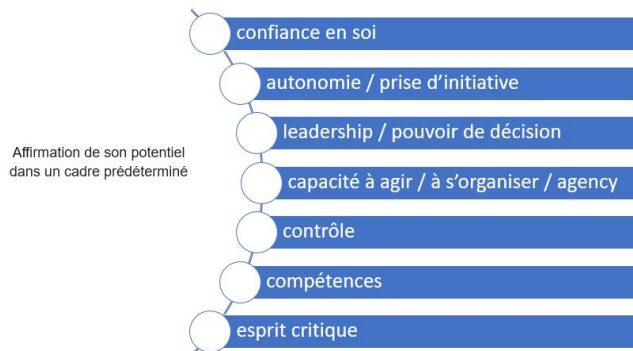 confiance en soi
autonomie / prise d'initiative
leadership / pouvoir de décision
Affirmation de son potentiel
dans un cadre prédéterminé
capacité à agir / à s'organiser / agency
contrôle
compétences
esprit critique